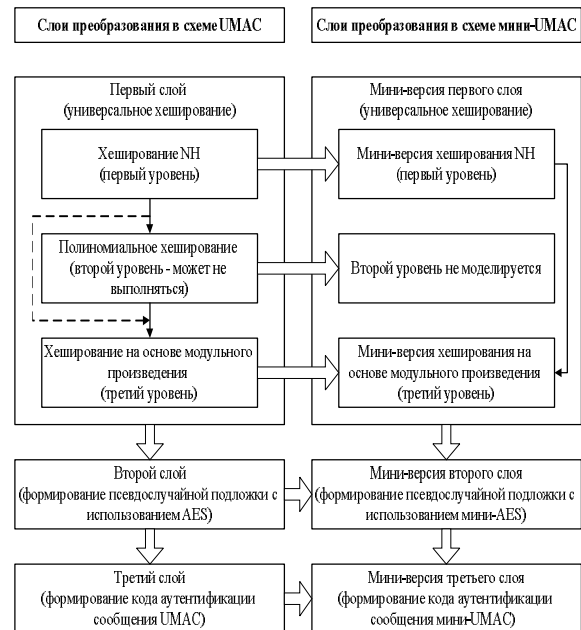 Слои преобразования в схеме UMAC
Слои преобразования в схеме мини-UMAC
Первый слой
(универсальное хеширование)
Хеширование NH
(первый уровень)
Полиномиальное хеширование
(второй уровень - может не
выполняться)
Хеширование на основе модульного
произведения
(третий уровень)
Мини-версия первого слоя
(универсальное хеширование)
Мини-версия хеширования NH
(первый уровень)
Второй уровень не моделируется
Мини-версия хеширования на
основе модульного произведения
(третий уровень)
Второй слой
(формирование псевдослучайной подложки с
использованием AES)
Мини-версия второго слоя
(формирование псевдослучайной подложки с
использованием мини-AES)
Третий слой
(формирование кода аутентификации
сообщения UMAC)
Мини-версия третьего слоя
(формирование кода аутентификации
сообщения мини-UMAC)